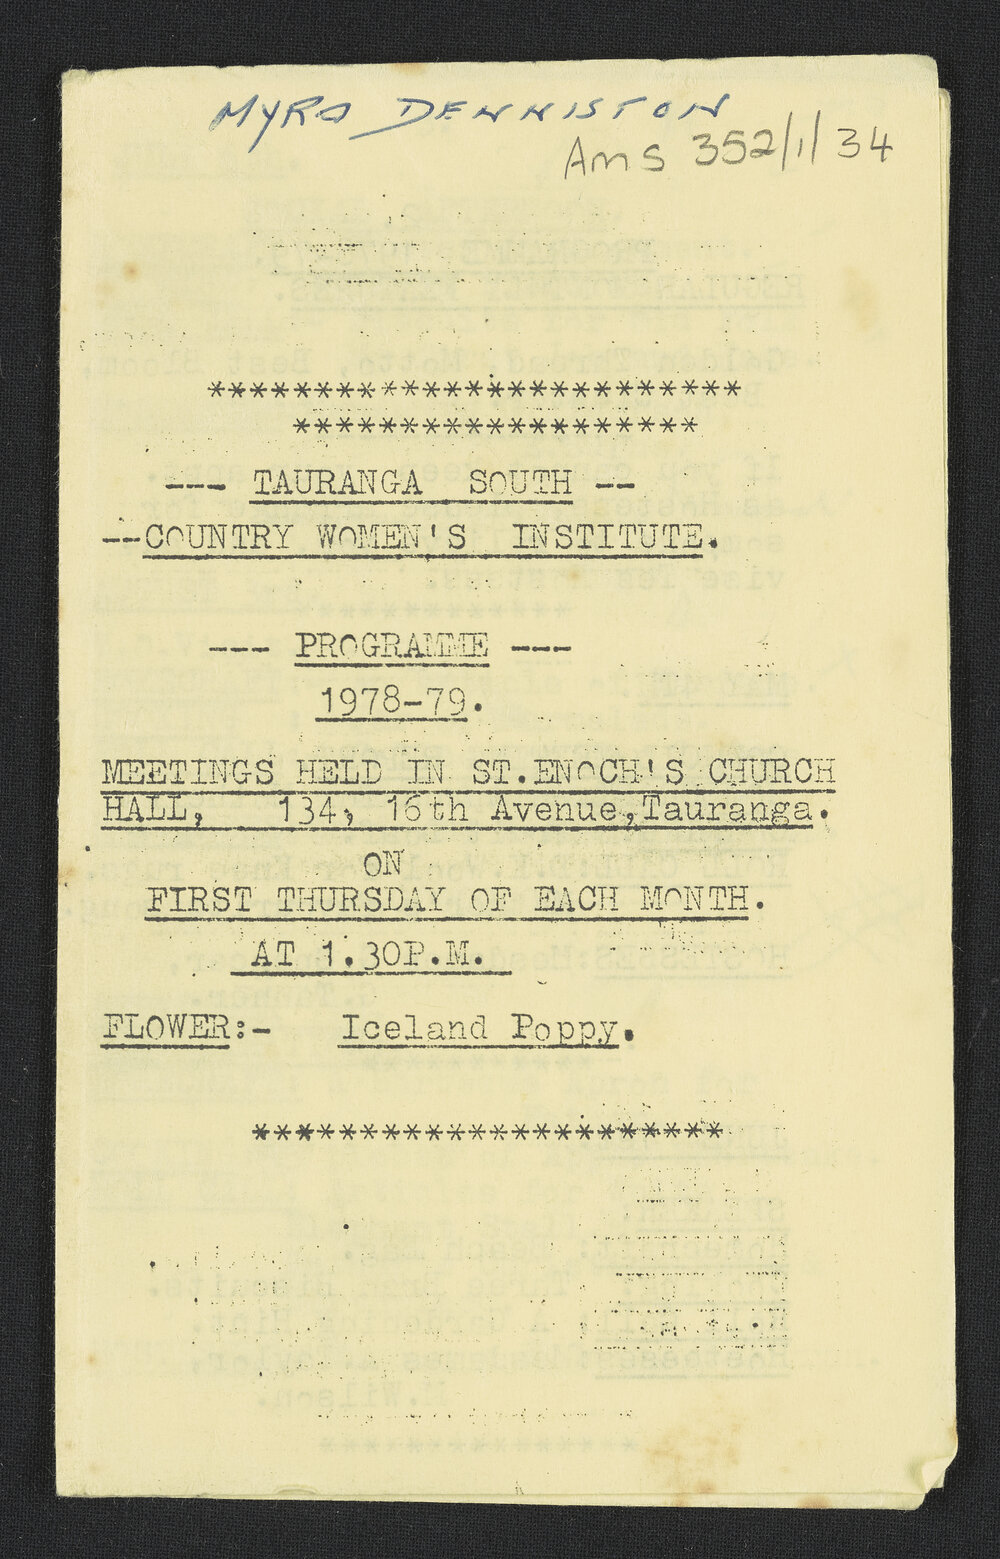 MYRA DENNISTON
Ams 352/1/34
**************************
*******************
--- TAURANGA SOUTH --
--COUNTRY WOMEN'S INSTITUTE.
--- PROGRAMME ---
1978-79.
MEETINGS HELD IN ST.ENOCH'S CHURCH
HALL, 134, 16th Avenue,Tauranga.
ON
FIRST THURSDAY OF EACH MONTH.
AT 1.30P.M.
FLOWER:- Iceland Poppy.
**********************